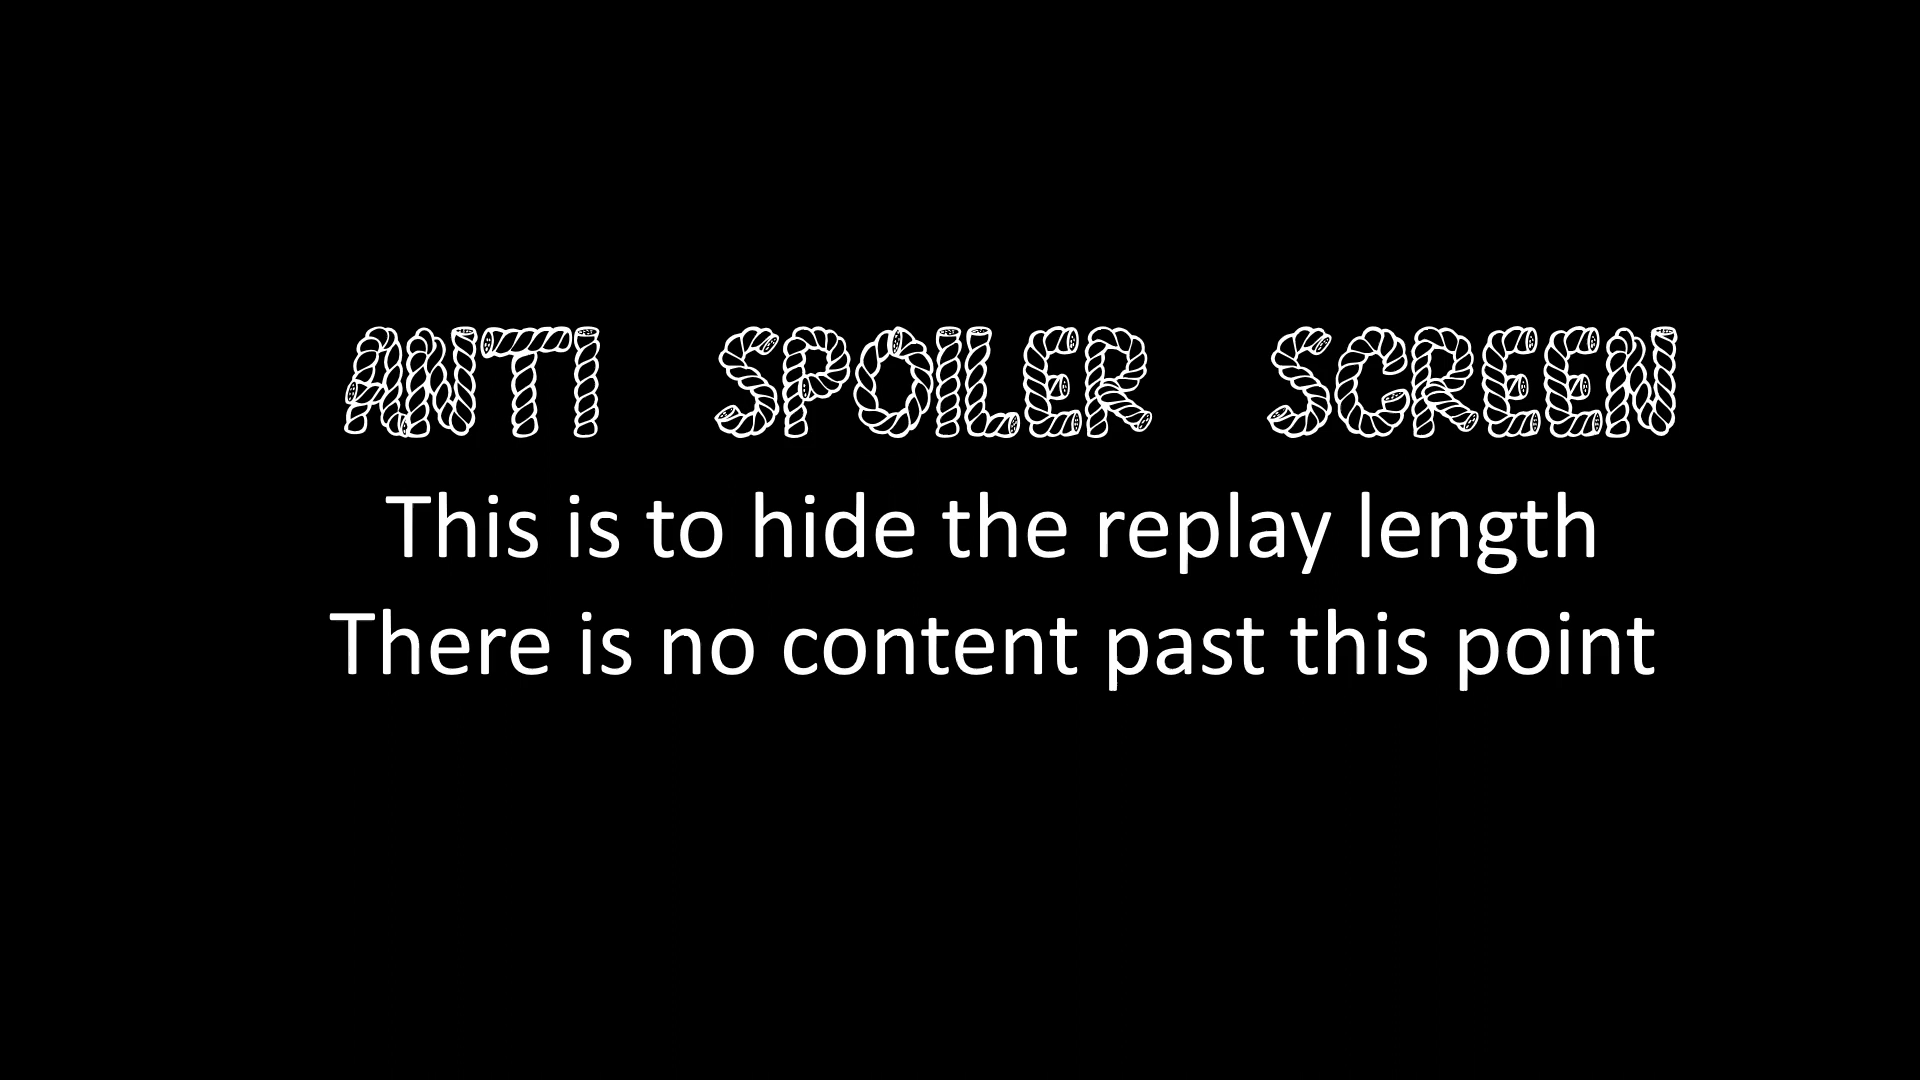 ANTI SPOILER SCREEN
This is to hide the replay length
There is no content past this point